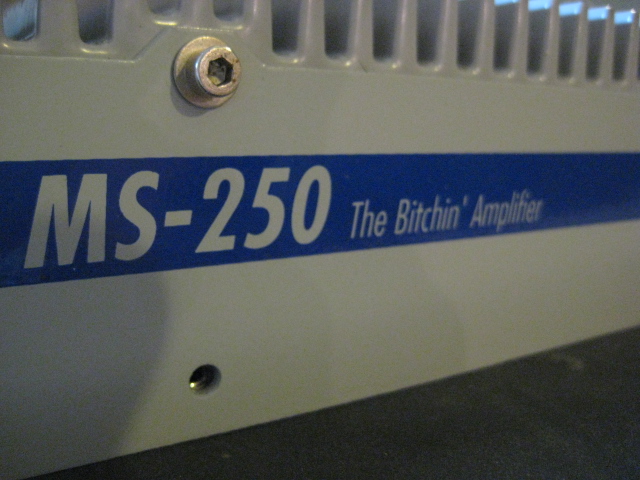 MS-250 The Bitchin' Amplifier